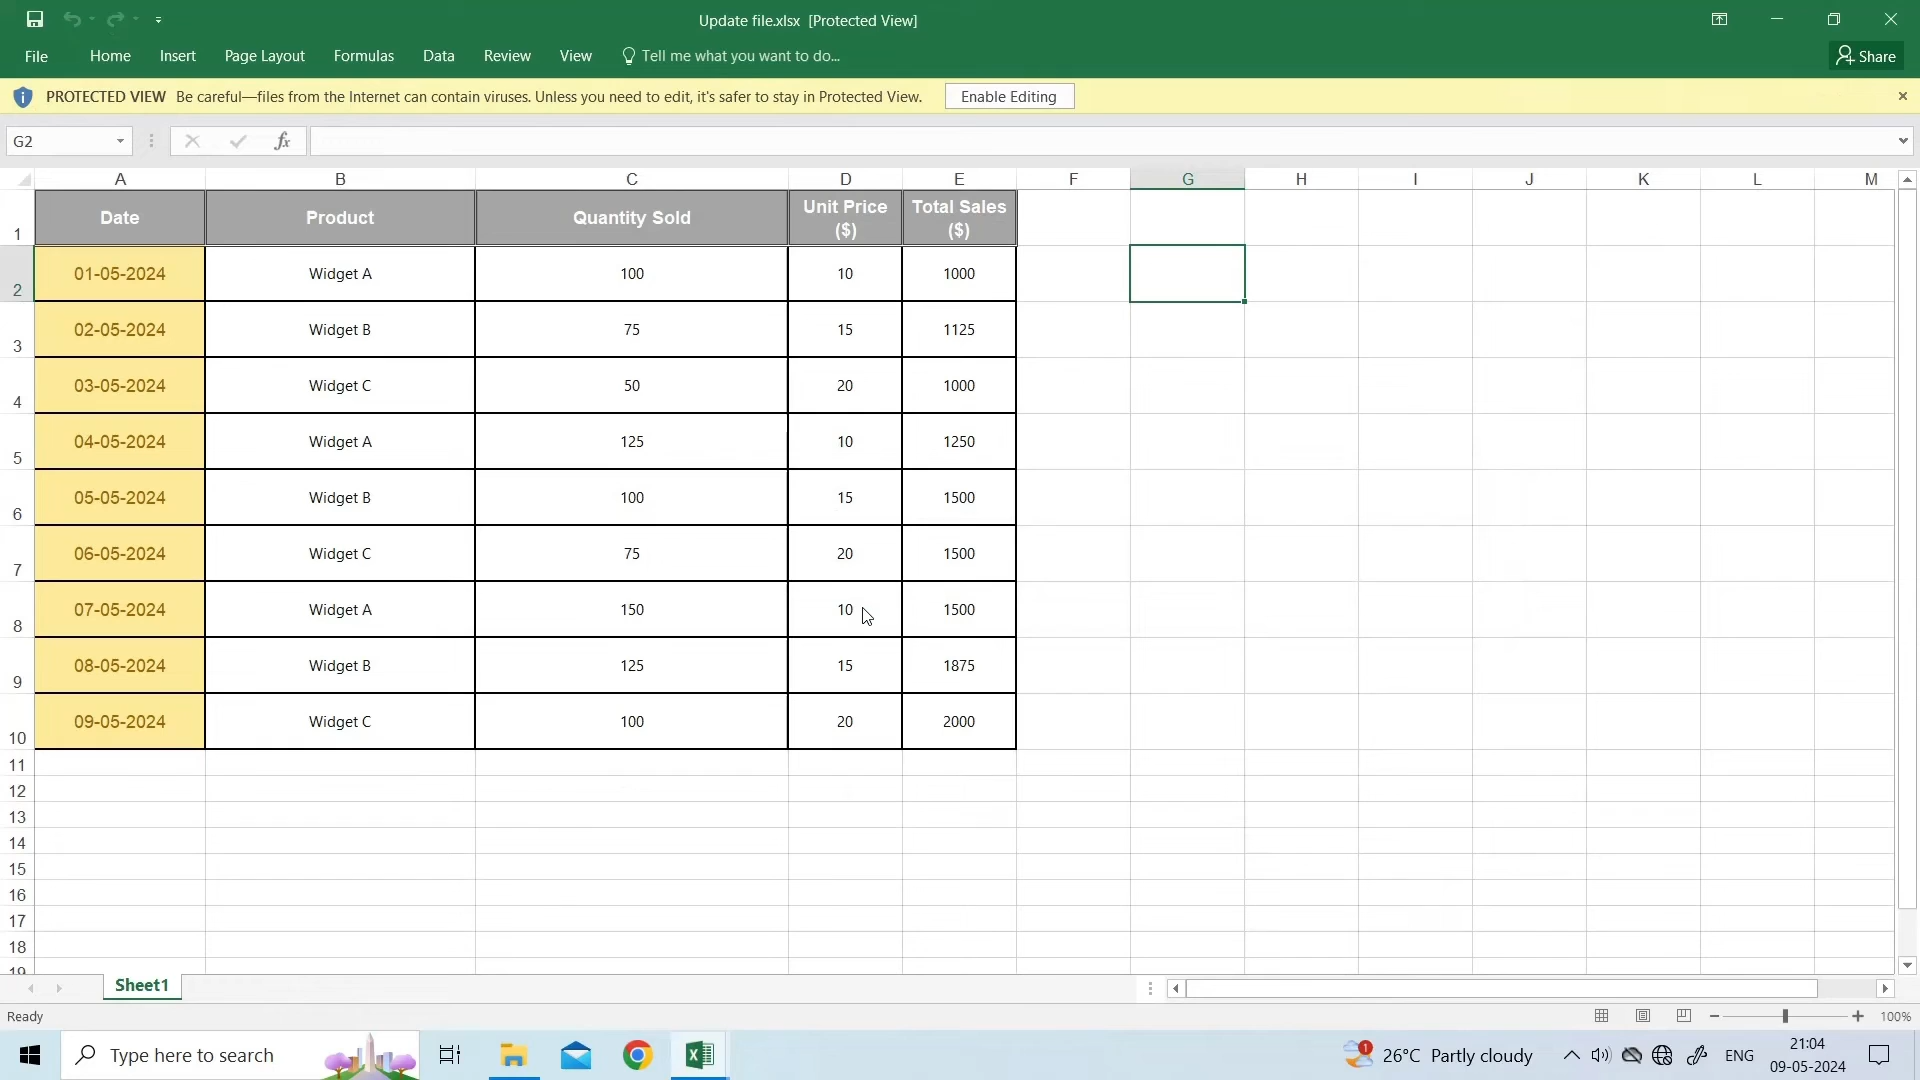 Update file.xlsx [Protected View]
File Home Insert Page Layout Formulas Data Review View Tell me what you want to do... Share
PROTECTED VIEW Be careful—files from the Internet can contain viruses. Unless you need to edit, it's safer to stay in Protected View. Enable Editing
G2 fx
A B C D E F G H I J K L M
1 Date Product Quantity Sold Unit Price ($) Total Sales ($)
2 01-05-2024 Widget A 100 10 1000
3 02-05-2024 Widget B 75 15 1125
4 03-05-2024 Widget C 50 20 1000
5 04-05-2024 Widget A 125 10 1250
6 05-05-2024 Widget B 100 15 1500
7 06-05-2024 Widget C 75 20 1500
8 07-05-2024 Widget A 150 10 1500
9 08-05-2024 Widget B 125 15 1875
10 09-05-2024 Widget C 100 20 2000
11
12
13
14
15
16
17
18
19
Sheet1
Ready 100%
Type here to search 1 26°C Partly cloudy ENG 21:04
09-05-2024